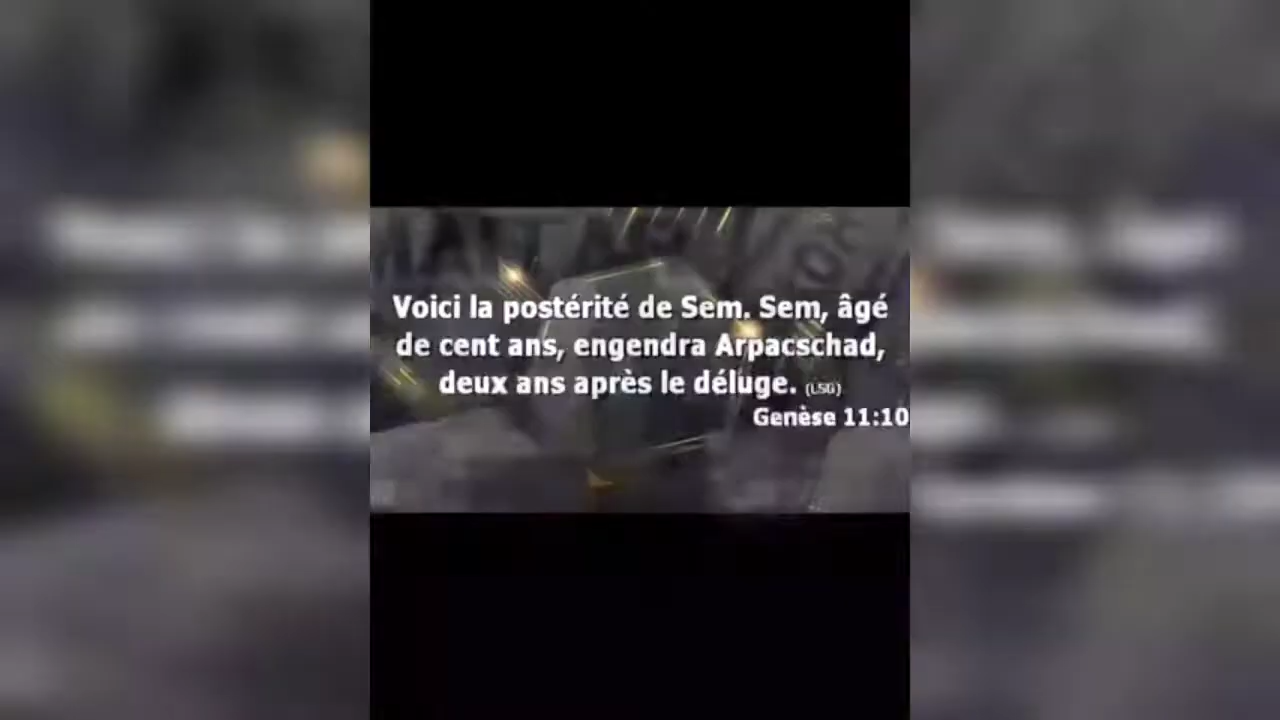 Voici la postérité de Sem. Sem, âgé
de cent ans, engendra Arpacschad,
deux ans après le déluge. (LSG)
Genèse 11:10